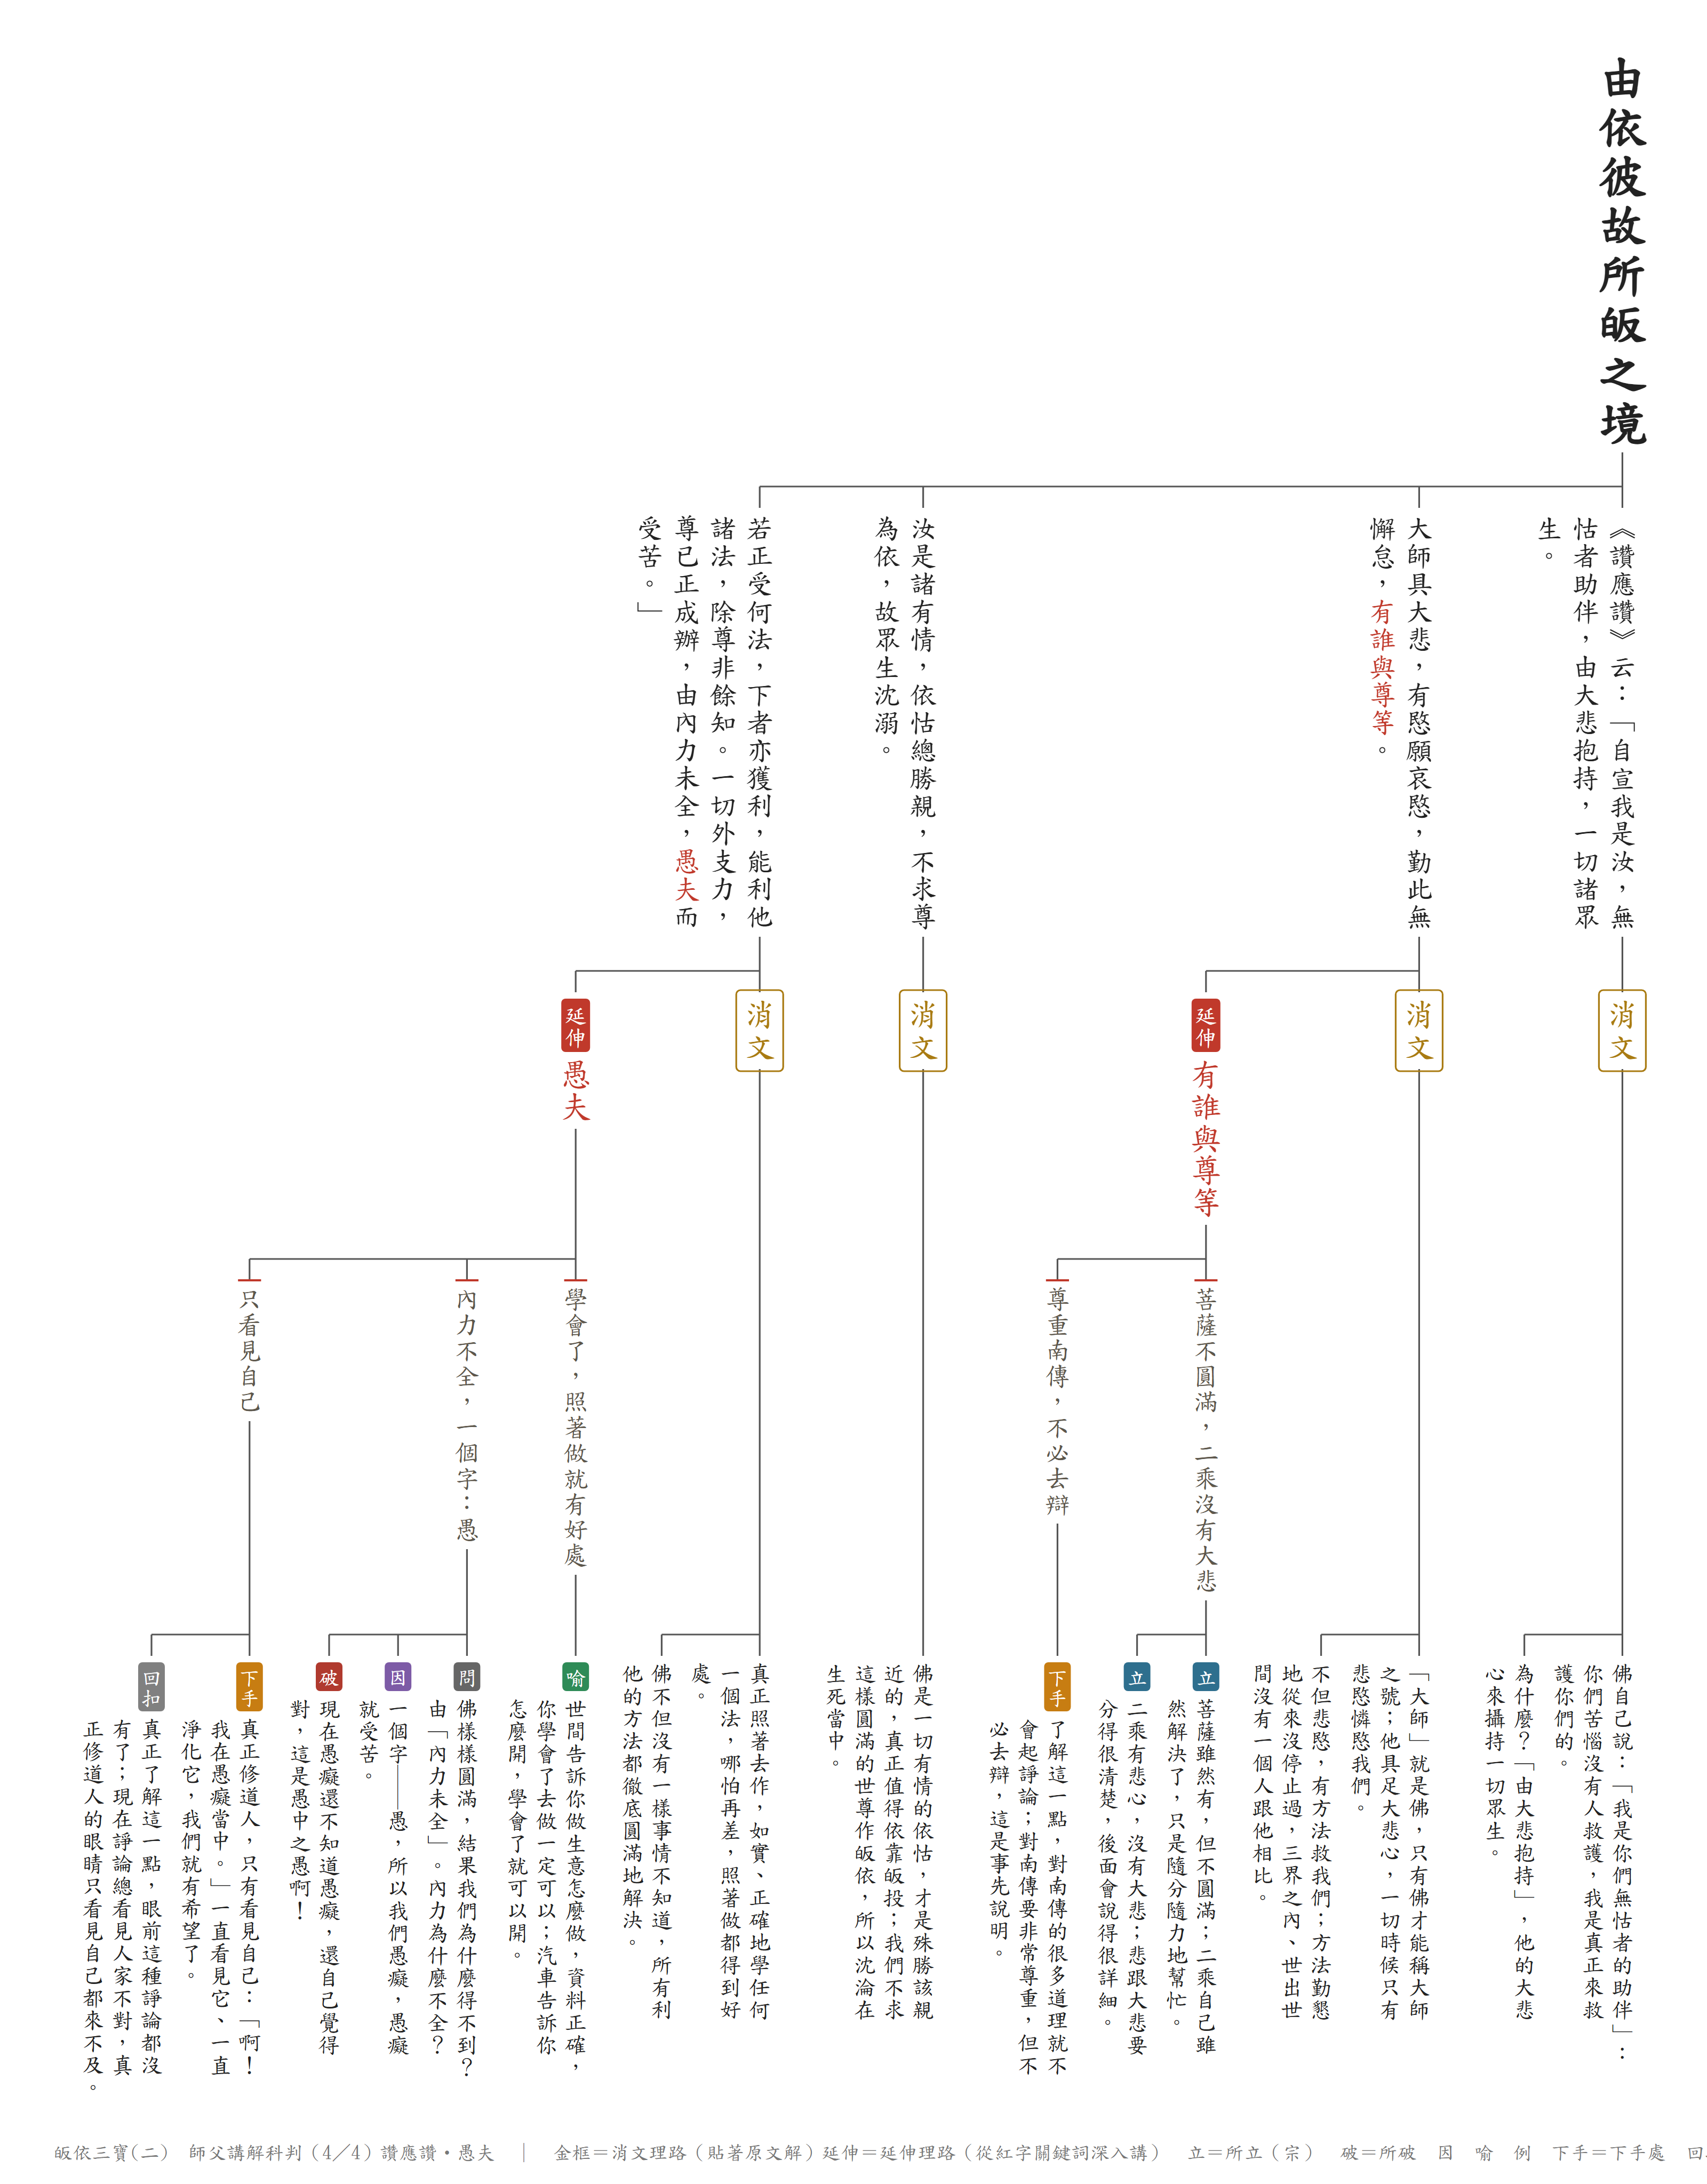 由依彼故所皈之境
《讚應讚》云：「自宣我是汝，無
怙者助伴，由大悲抱持，一切諸眾
生。
大師具大悲，有愍願哀愍，勤此無
懈怠，有誰與尊等。
汝是諸有情，依怙總勝親，不求尊
為依，故眾生沈溺。
若正受何法，下者亦獲利，能利他
諸法，除尊非餘知。一切外支力，
尊已正成辦，由內力未全，愚夫而
受苦。」
消文
消文
延伸
有誰與尊等
消文
消文
延伸
愚夫
菩薩不圓滿，二乘沒有大悲
尊重南傳，不必去辯
學會了，照著做就有好處
內力不全，一個字：愚
只看見自己
佛自己說：「我是你們無怙者的助伴」：
你們苦惱沒有人救護，我是真正來救
護你們的。
為什麼？「由大悲抱持」，他的大悲
心來攝持一切眾生。
「大師」就是佛，只有佛才能稱大師
之號；他具足大悲心，一切時候只有
悲愍憐愍我們。
不但悲愍，有方法救我們；方法勤懇
地從來沒停止過，三界之內、世出世
間沒有一個人跟他相比。
立
菩薩雖然有，但不圓滿；二乘自己雖
然解決了，只是隨分隨力地幫忙。
立
二乘有悲心，沒有大悲；悲跟大悲要
分得很清楚，後面會說得很詳細。
下手
了解這一點，對南傳的很多道理就不
會起諍論；對南傳要非常尊重，但不
必去辯，這是事先說明。
佛是一切有情的依怙，才是殊勝該親
近的，真正值得依靠皈投；我們不求
這樣圓滿的世尊作皈依，所以沈淪在
生死當中。
真正照著去作，如實、正確地學任何
一個法，哪怕再差，照著做都得到好
處。
佛不但沒有一樣事情不知道，所有利
他的方法都徹底圓滿地解決。
喻
世間告訴你做生意怎麼做，資料正確，
你學會了去做一定可以；汽車告訴你
怎麼開，學會了就可以開。
問
佛樣樣圓滿，結果我們為什麼得不到？
由「內力未全」。內力為什麼不全？
因
一個字——愚，所以我們愚癡，愚癡
就受苦。
破
現在愚癡還不知道愚癡，還自己覺得
對，這是愚中之愚啊！
下手
真正修道人，只有看見自己：「啊！
我在愚癡當中。」一直看見它、一直
淨化它，我們就有希望了。
回扣
真正了解這一點，眼前這種諍論都沒
有了；現在諍論總看見人家不對，真
正修道人的眼睛只看見自己都來不及。
皈依三寶(二)　師父講解科判（4／4）讚應讚・愚夫　｜　金框＝消文理路（貼著原文解）延伸＝延伸理路（從紅字關鍵詞深入講）　立＝所立（宗）　破＝所破　因　喻　例　下手＝下手處　回